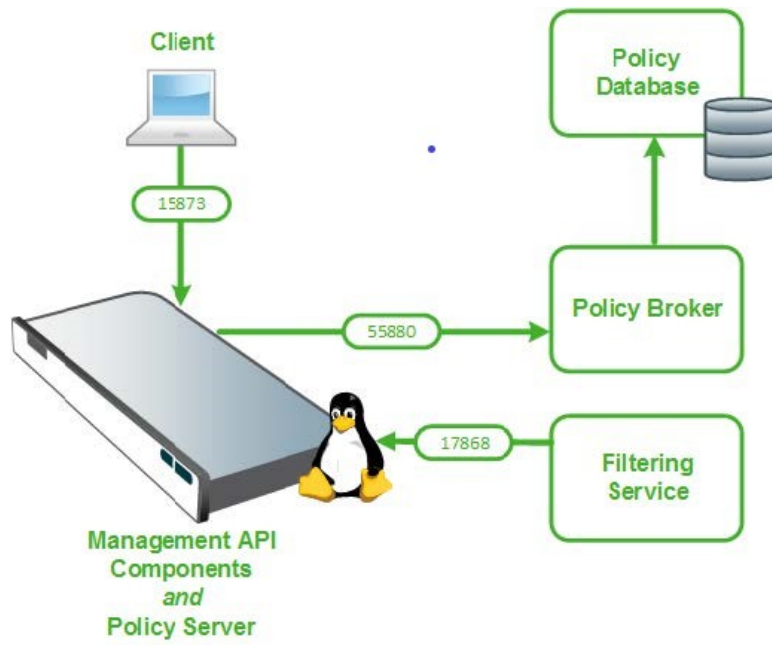 Client
Policy
Database
15873
Policy Broker
55880
17868
Filtering
Service
Management API
Components
and
Policy Server